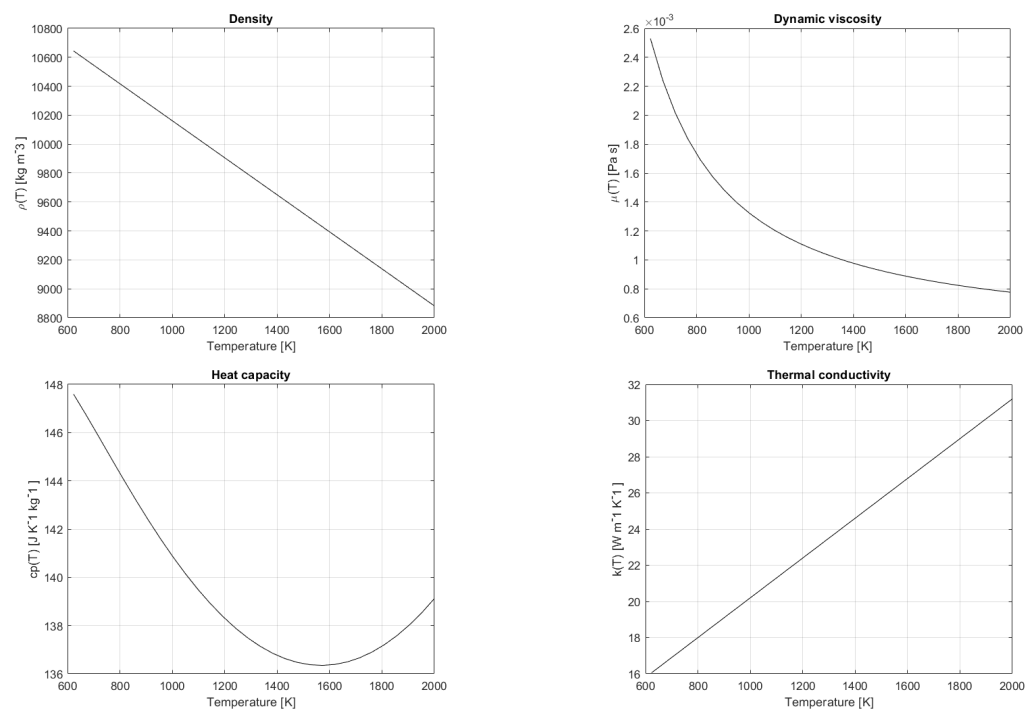 Density
10800
10600
10400
10200
10000
9800
9600
9400
9200
9000
8800
ρ(T) [kg m^-3 ]
600 800 1000 1200 1400 1600 1800 2000
Temperature [K]
Dynamic viscosity
×10^-3
2.6
2.4
2.2
2
1.8
1.6
1.4
1.2
1
0.8
0.6
μ(T) [Pa s]
600 800 1000 1200 1400 1600 1800 2000
Temperature [K]
Heat capacity
148
146
144
142
140
138
136
cp(T) [J K^-1 kg^-1 ]
600 800 1000 1200 1400 1600 1800 2000
Temperature [K]
Thermal conductivity
32
30
28
26
24
22
20
18
16
k(T) [W m^-1 K^-1 ]
600 800 1000 1200 1400 1600 1800 2000
Temperature [K]